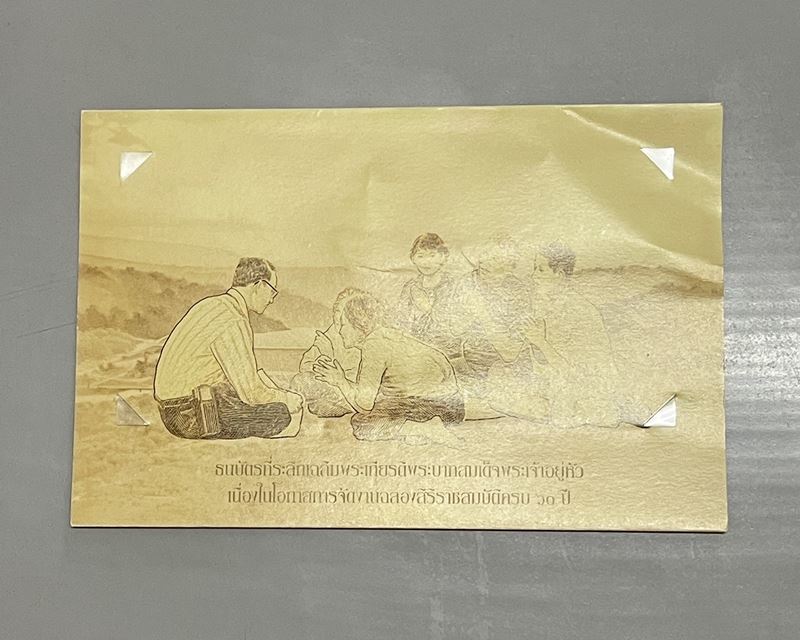 ธนบัตรที่ระลึกเฉลิมพระเกียรติพระบาทสมเด็จพระเจ้าอยู่หัว
เนื่องในโอกาสการจัดงานฉลองสิริราชสมบัติครบ ๖๐ ปี